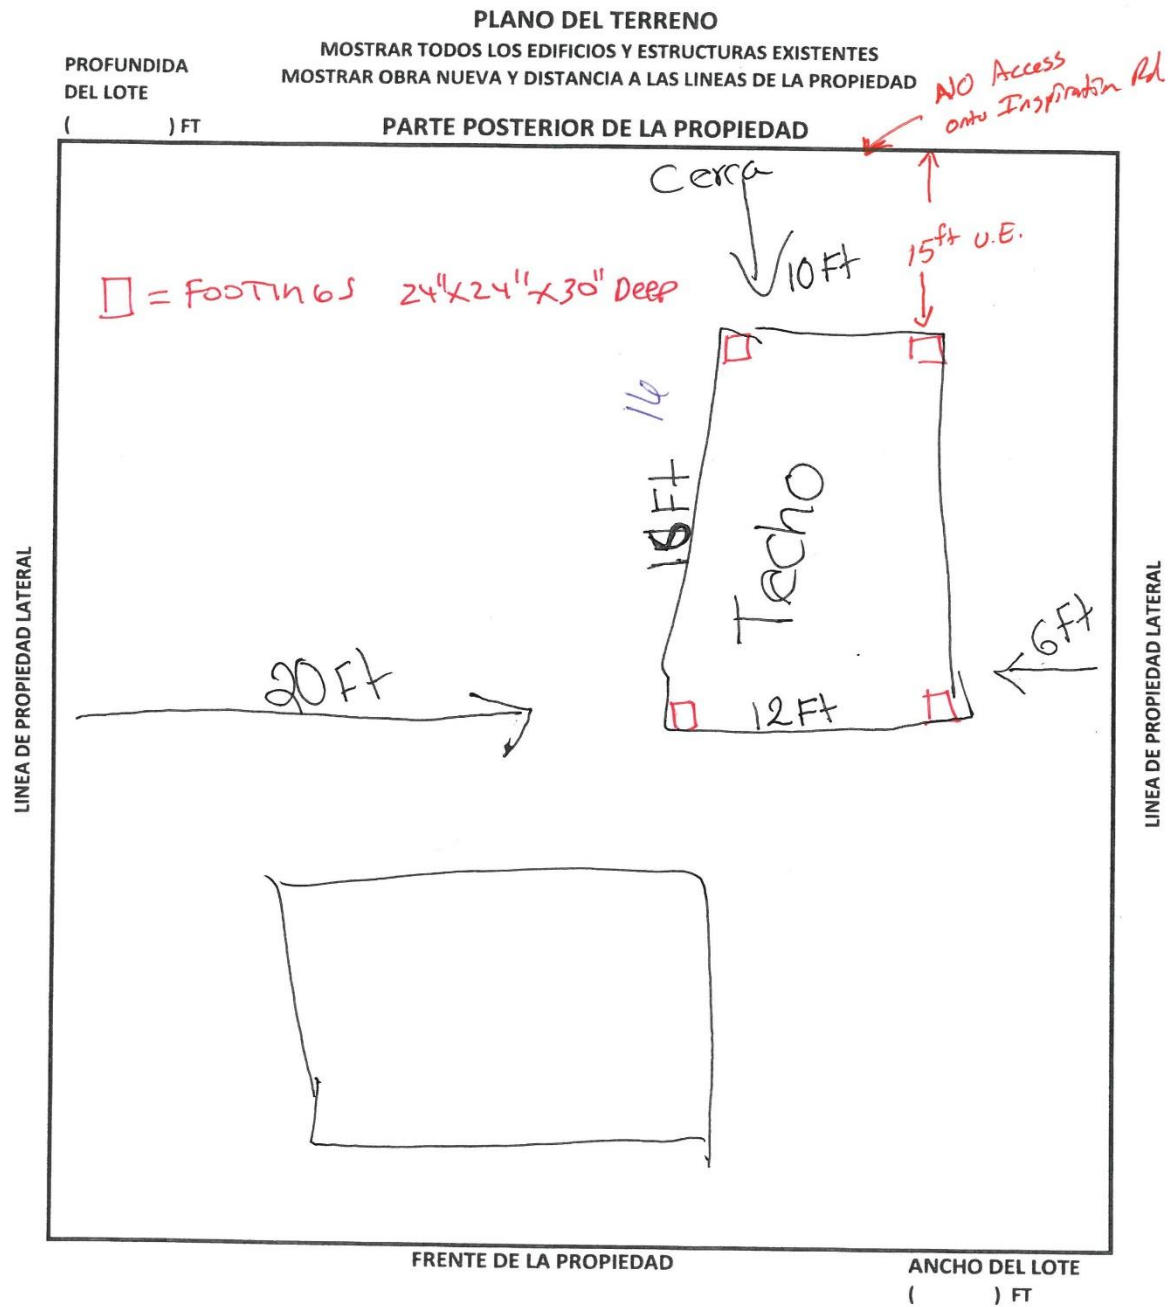 PLANO DEL TERRENO
MOSTRAR TODOS LOS EDIFICIOS Y ESTRUCTURAS EXISTENTES
MOSTRAR OBRA NUEVA Y DISTANCIA A LAS LINEAS DE LA PROPIEDAD
PROFUNDIDA
DEL LOTE
( ) FT
PARTE POSTERIOR DE LA PROPIEDAD
NO Access
onto Inspiration Rd
Cerca
10 Ft
15ft U.E.
= FOOTINGS 24"X24"X30" Deep
16
18 Ft
Techo
6 Ft
20 Ft
12 Ft
LINEA DE PROPIEDAD LATERAL
LINEA DE PROPIEDAD LATERAL
FRENTE DE LA PROPIEDAD
ANCHO DEL LOTE
( ) FT